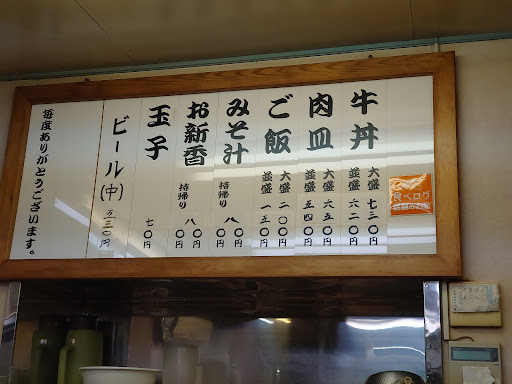 牛丼
大盛 七三〇円
並盛 六二〇円
肉皿
大盛 六五〇円
並盛 五四〇円
ご飯
大盛 二〇〇円
並盛 一五〇円
みそ汁
八〇円
持帰り 〇円
お新香
八〇円
持帰り 〇円
玉子
七〇円
ビール(中) 五三〇円
毎度ありがとうございます。
食べログ